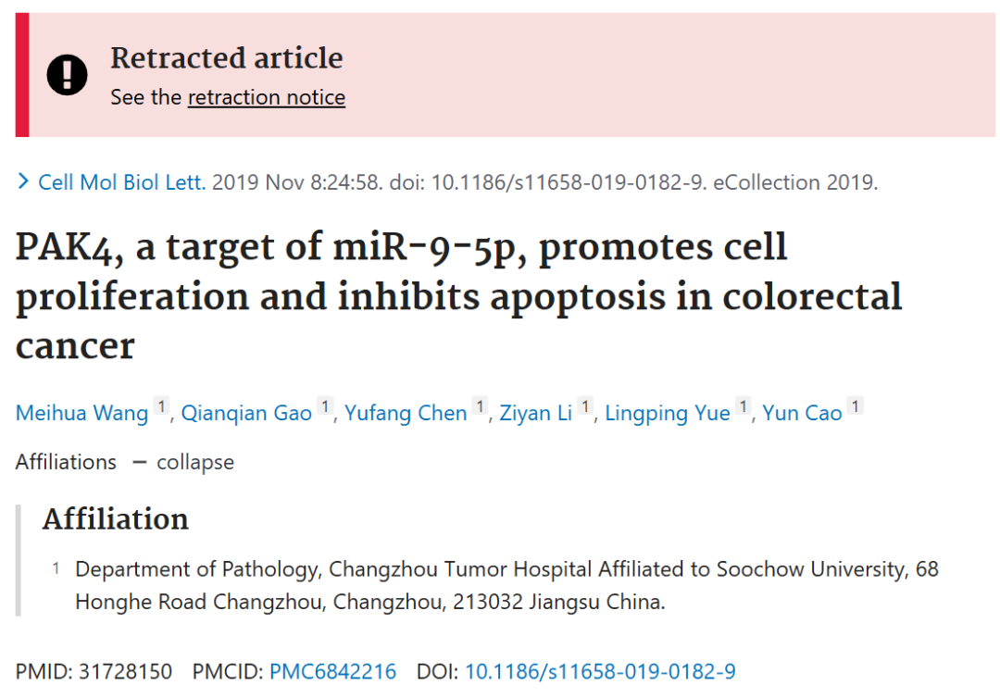 Retracted article
See the retraction notice
Cell Mol Biol Lett. 2019 Nov 8:24:58. doi: 10.1186/s11658-019-0182-9. eCollection 2019.
PAK4, a target of miR-9-5p, promotes cell
proliferation and inhibits apoptosis in colorectal
cancer
Meihua Wang 1, Qianqian Gao 1, Yufang Chen 1, Ziyan Li 1, Lingping Yue 1, Yun Cao 1
Affiliations − collapse
Affiliation
1 Department of Pathology, Changzhou Tumor Hospital Affiliated to Soochow University, 68
Honghe Road Changzhou, Changzhou, 213032 Jiangsu China.
PMID: 31728150 PMCID: PMC6842216 DOI: 10.1186/s11658-019-0182-9